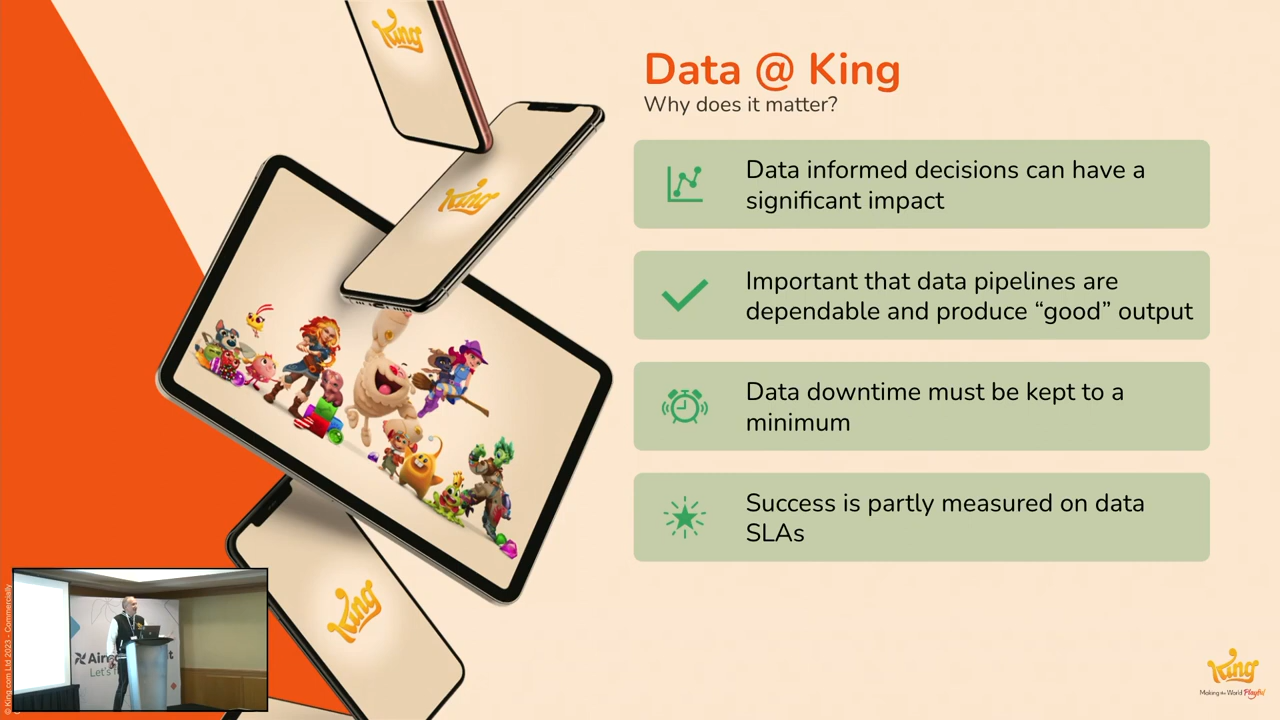 King
Data @ King
Why does it matter?
King
Data informed decisions can have a
significant impact
Important that data pipelines are
dependable and produce “good” output
Data downtime must be kept to a
minimum
Success is partly measured on data
SLAs
King
© King.com Ltd 2023 - Commercially
Let's
King
Making the World Playful